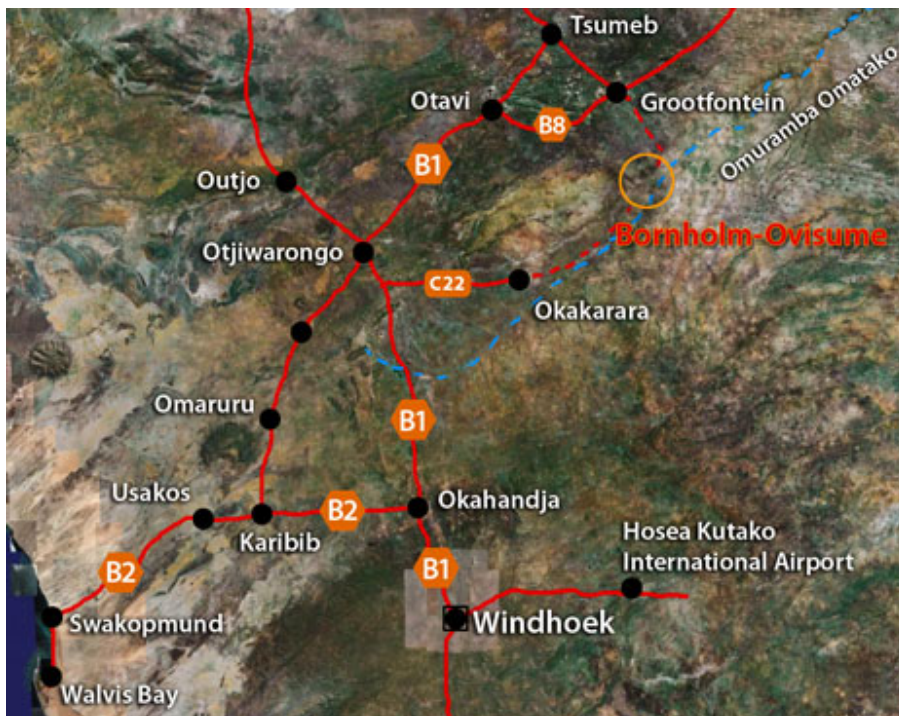 Tsumeb
Otavi
B8
Grootfontein
Omuramba Omatako
B1
Outjo
Otjiwarongo
Bornholm-Ovisume
C22
Okakarara
Omaruru
B1
Usakos
Karibib
B2
Okahandja
Hosea Kutako
International Airport
B2
B1
Swakopmund
Windhoek
Walvis Bay